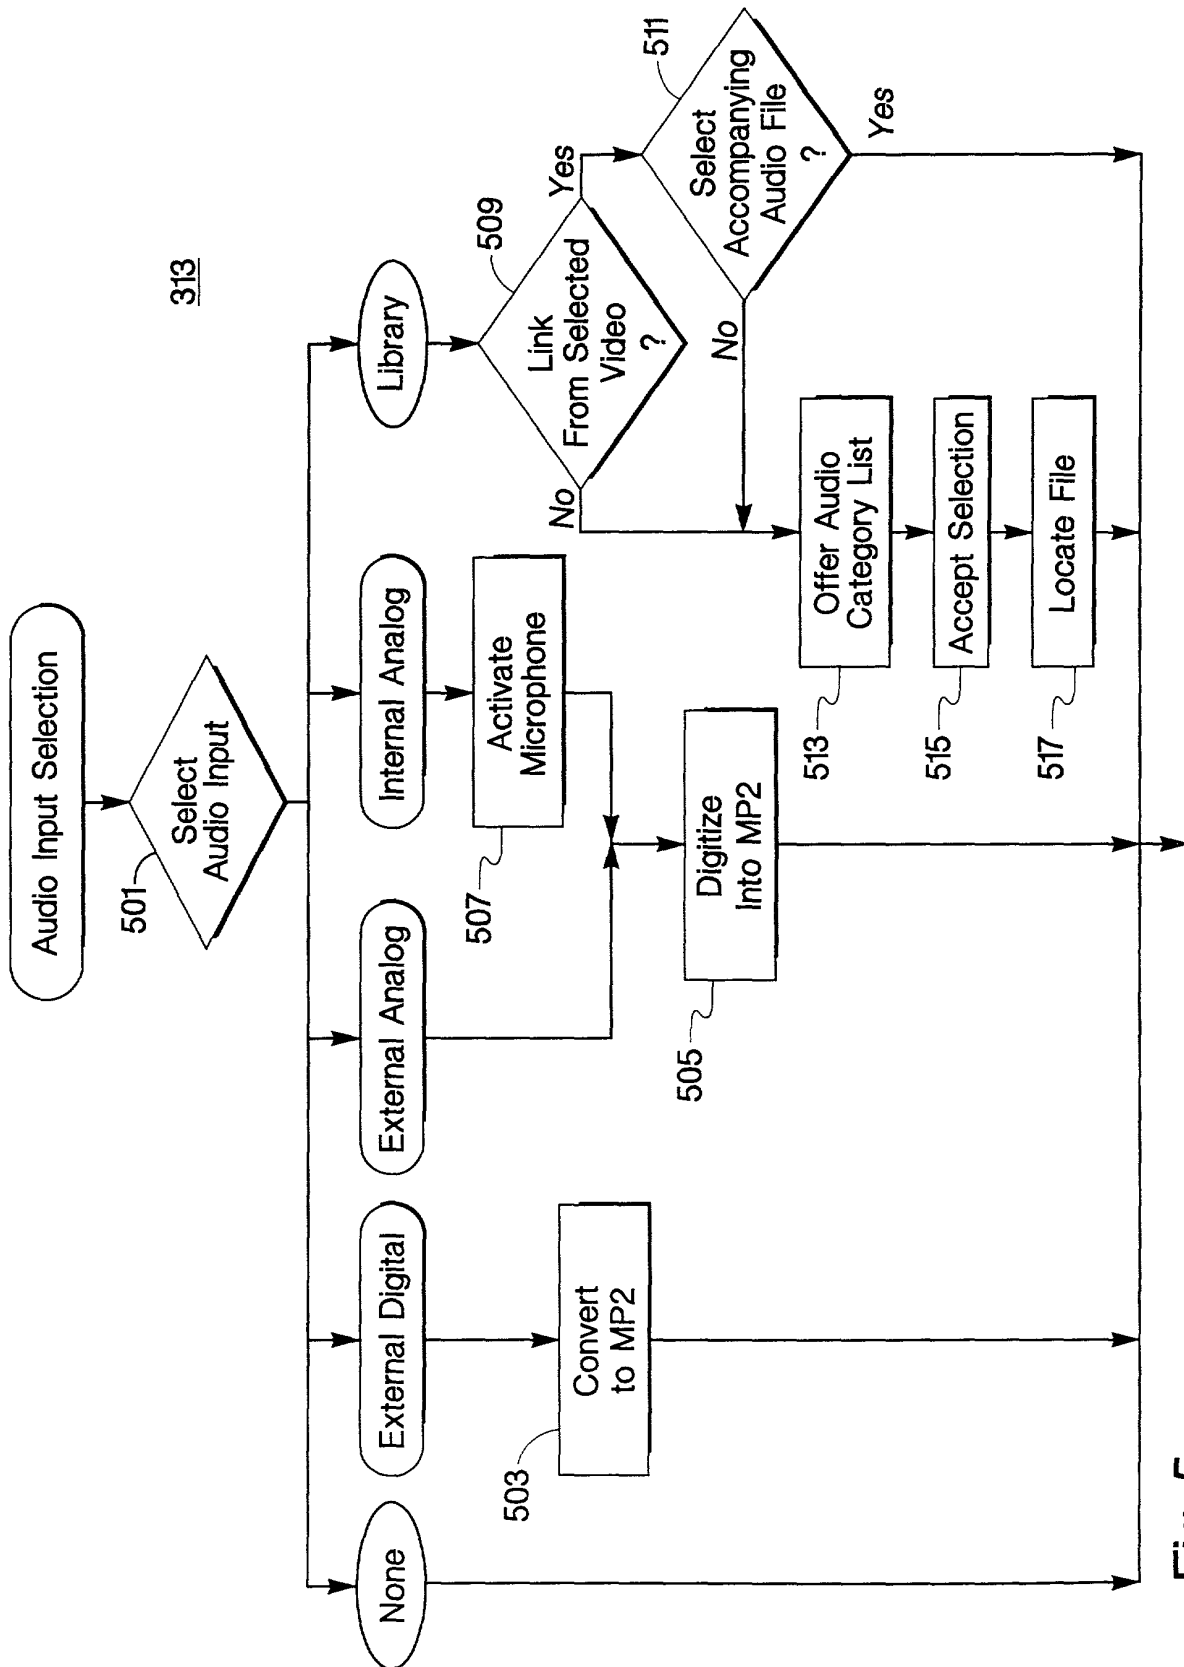 Audio Input Selection
Select
Audio Input
501
313
None
External Digital
External Analog
Internal Analog
Library
Convert
to MP2
503
Activate
Microphone
507
Digitize
Into MP2
505
Link
From Selected
Video
?
509
Yes
No
Select
Accompanying
Audio File
?
511
Yes
No
Offer Audio
Category List
513
Accept Selection
515
Locate File
517